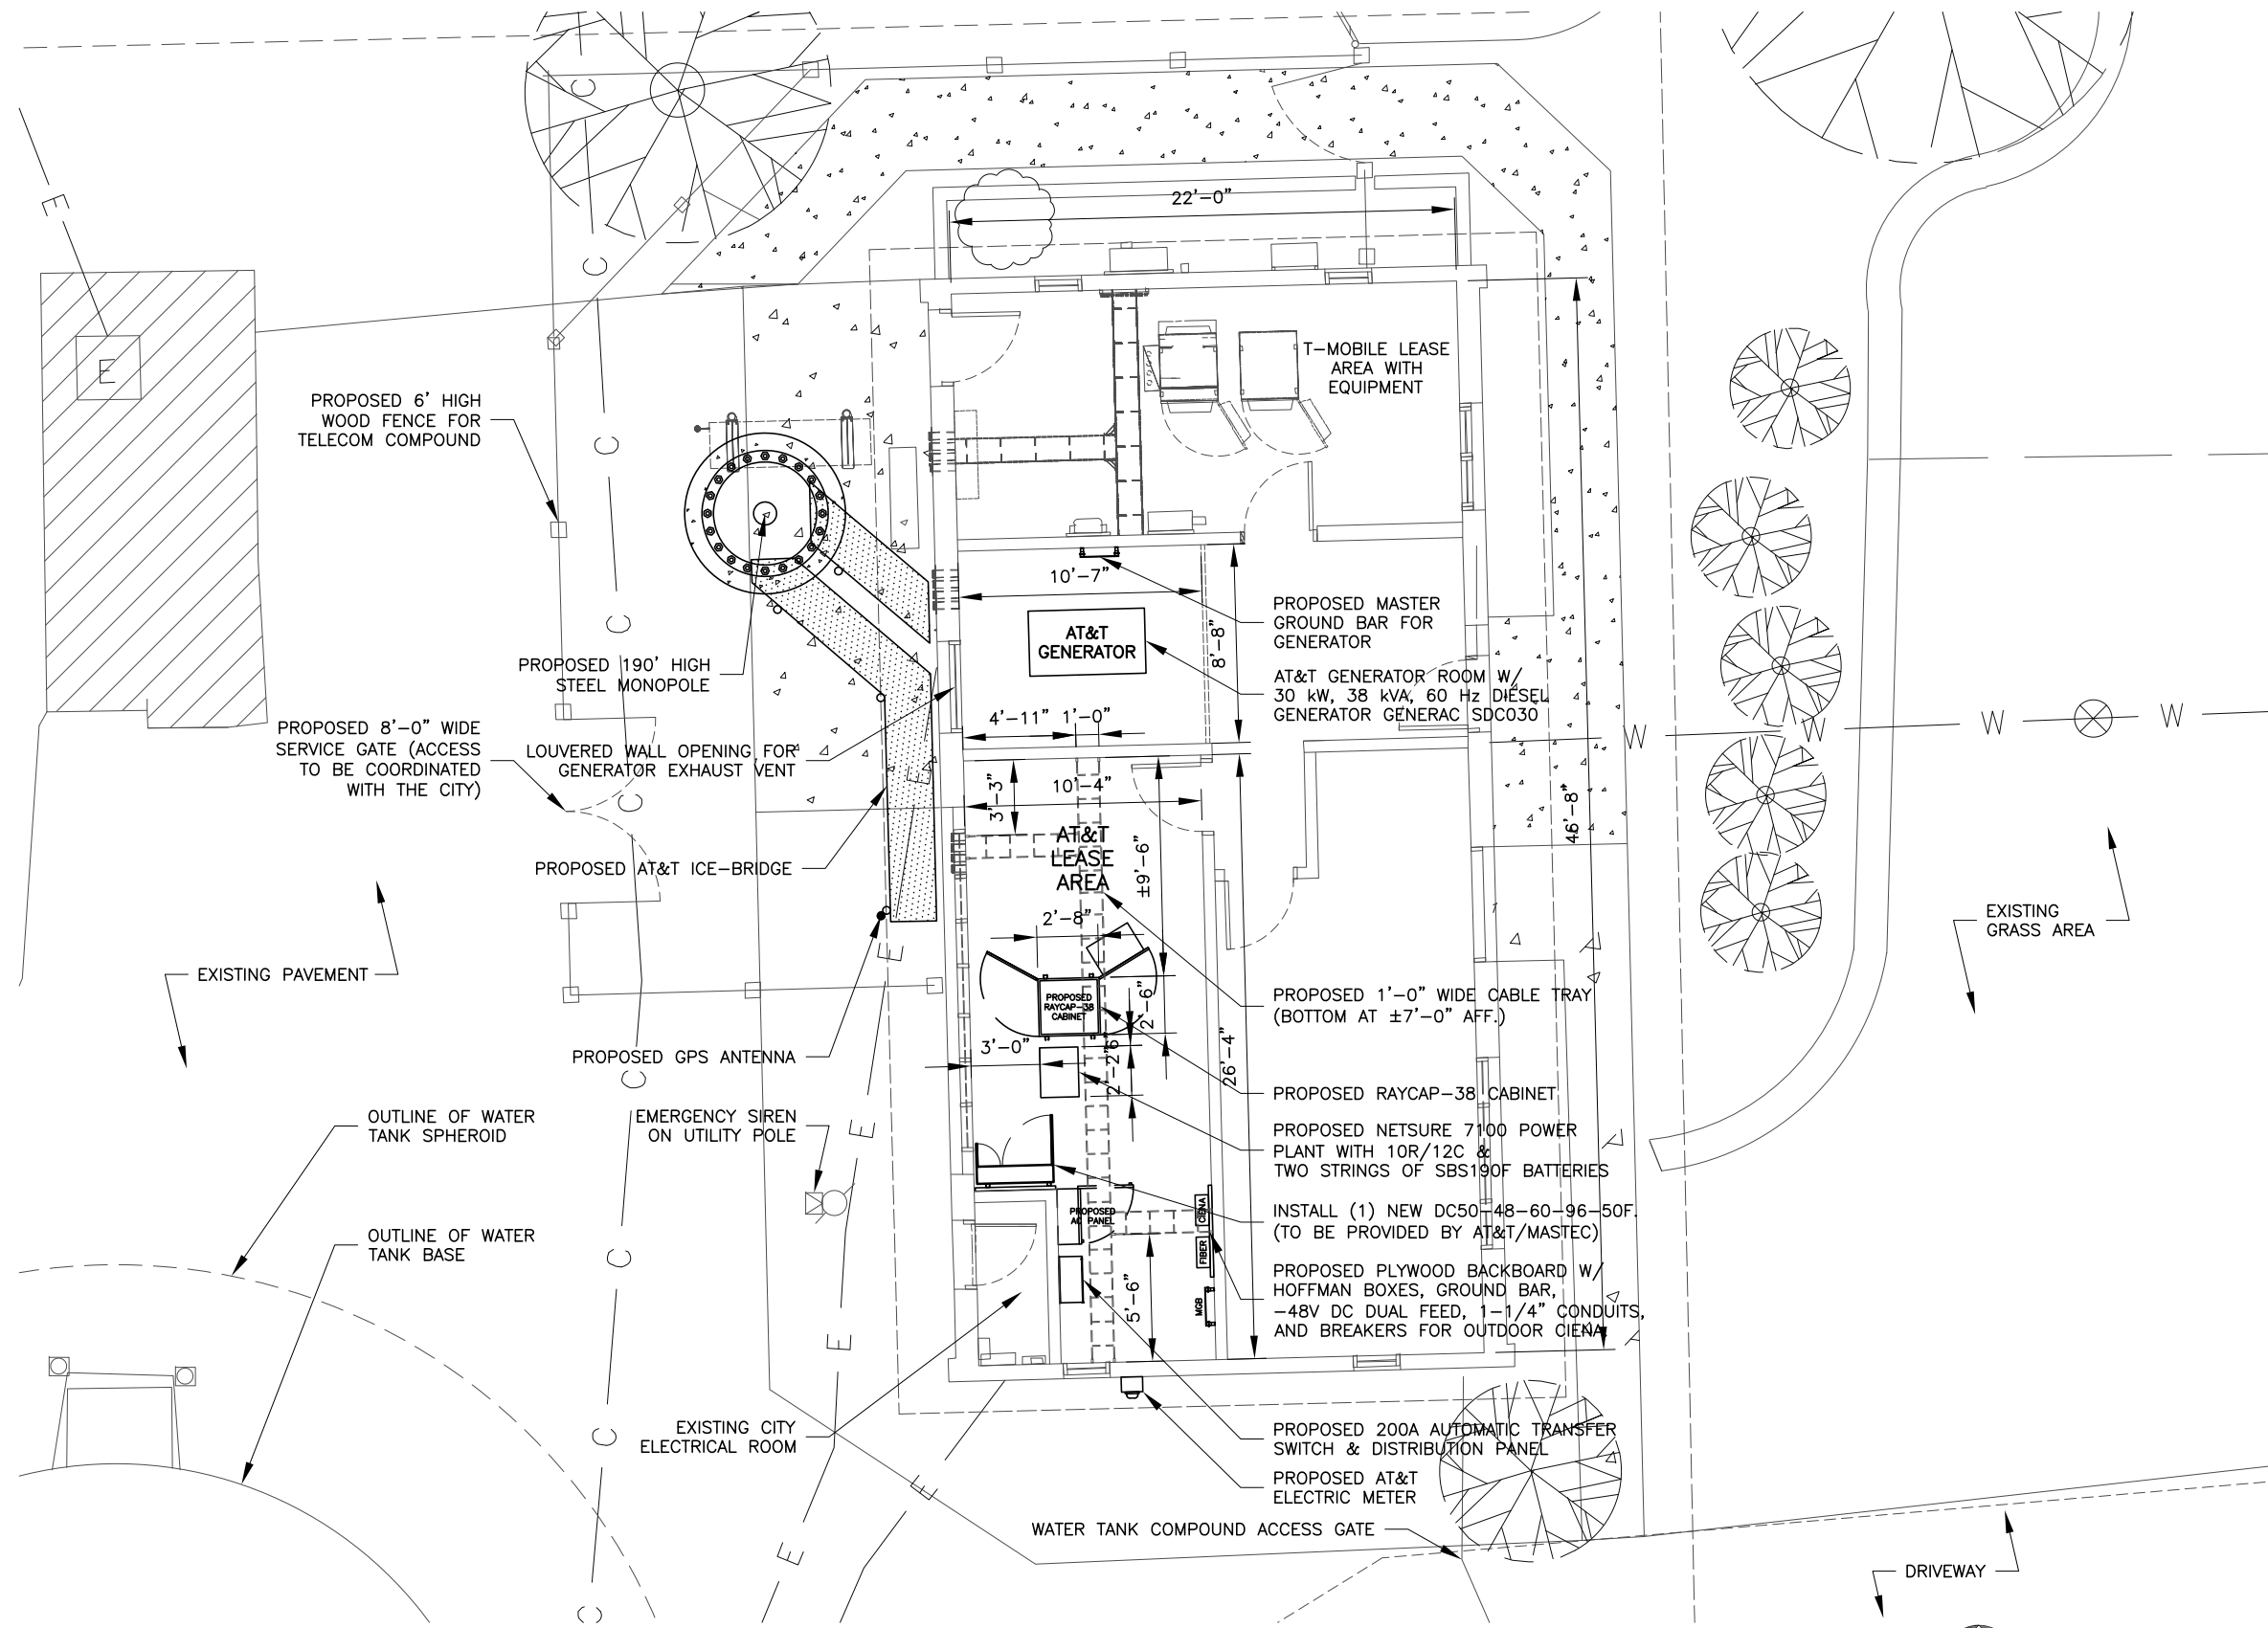 22'-0"
T-MOBILE LEASE
AREA WITH
EQUIPMENT
PROPOSED 6' HIGH
WOOD FENCE FOR
TELECOM COMPOUND
E
E
C
C
C
C
C
C
C
C
C
C
10'-7"
8'-8"
AT&T
GENERATOR
PROPOSED MASTER
GROUND BAR FOR
GENERATOR
AT&T GENERATOR ROOM W/
30 kW, 38 kVA, 60 Hz DIESEL
GENERATOR GENERAC SDC030
PROPOSED 190' HIGH
STEEL MONOPOLE
PROPOSED 8'-0" WIDE
SERVICE GATE (ACCESS
TO BE COORDINATED
WITH THE CITY)
LOUVERED WALL OPENING FOR
GENERATOR EXHAUST VENT
4'-11"
1'-0"
W
W
W
W
3'-3"
10'-4"
46'-8"
AT&T
LEASE
AREA
±9'-6"
PROPOSED AT&T ICE-BRIDGE
2'-8"
EXISTING
GRASS AREA
EXISTING PAVEMENT
PROPOSED
RAYCAP-38
CABINET
2'-6"
PROPOSED 1'-0" WIDE CABLE TRAY
(BOTTOM AT ±7'-0" AFF.)
PROPOSED GPS ANTENNA
3'-0"
2'-2"
6"
26'-4"
PROPOSED RAYCAP-38 CABINET
OUTLINE OF WATER
TANK SPHEROID
EMERGENCY SIREN
ON UTILITY POLE
PROPOSED NETSURE 7100 POWER
PLANT WITH 10R/12C &
TWO STRINGS OF SBS190F BATTERIES
PROPOSED
AC PANEL
CIENA
FIBER
MGB
INSTALL (1) NEW DC50-48-60-96-50F.
(TO BE PROVIDED BY AT&T/MASTEC)
OUTLINE OF WATER
TANK BASE
5'-6"
PROPOSED PLYWOOD BACKBOARD W/
HOFFMAN BOXES, GROUND BAR,
-48V DC DUAL FEED, 1-1/4" CONDUITS,
AND BREAKERS FOR OUTDOOR CIENA.
E
E
E
E
E
E
EXISTING CITY
ELECTRICAL ROOM
PROPOSED 200A AUTOMATIC TRANSFER
SWITCH & DISTRIBUTION PANEL
PROPOSED AT&T
ELECTRIC METER
WATER TANK COMPOUND ACCESS GATE
DRIVEWAY